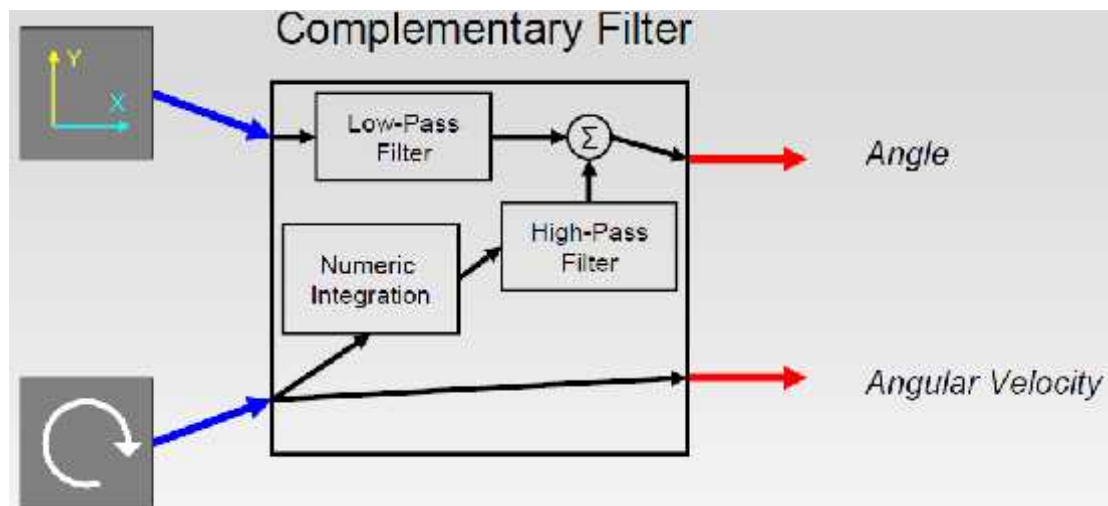 Complementary Filter
Y
X
Low-Pass
Filter
Σ
Angle
High-Pass
Filter
Numeric
Integration
Angular Velocity